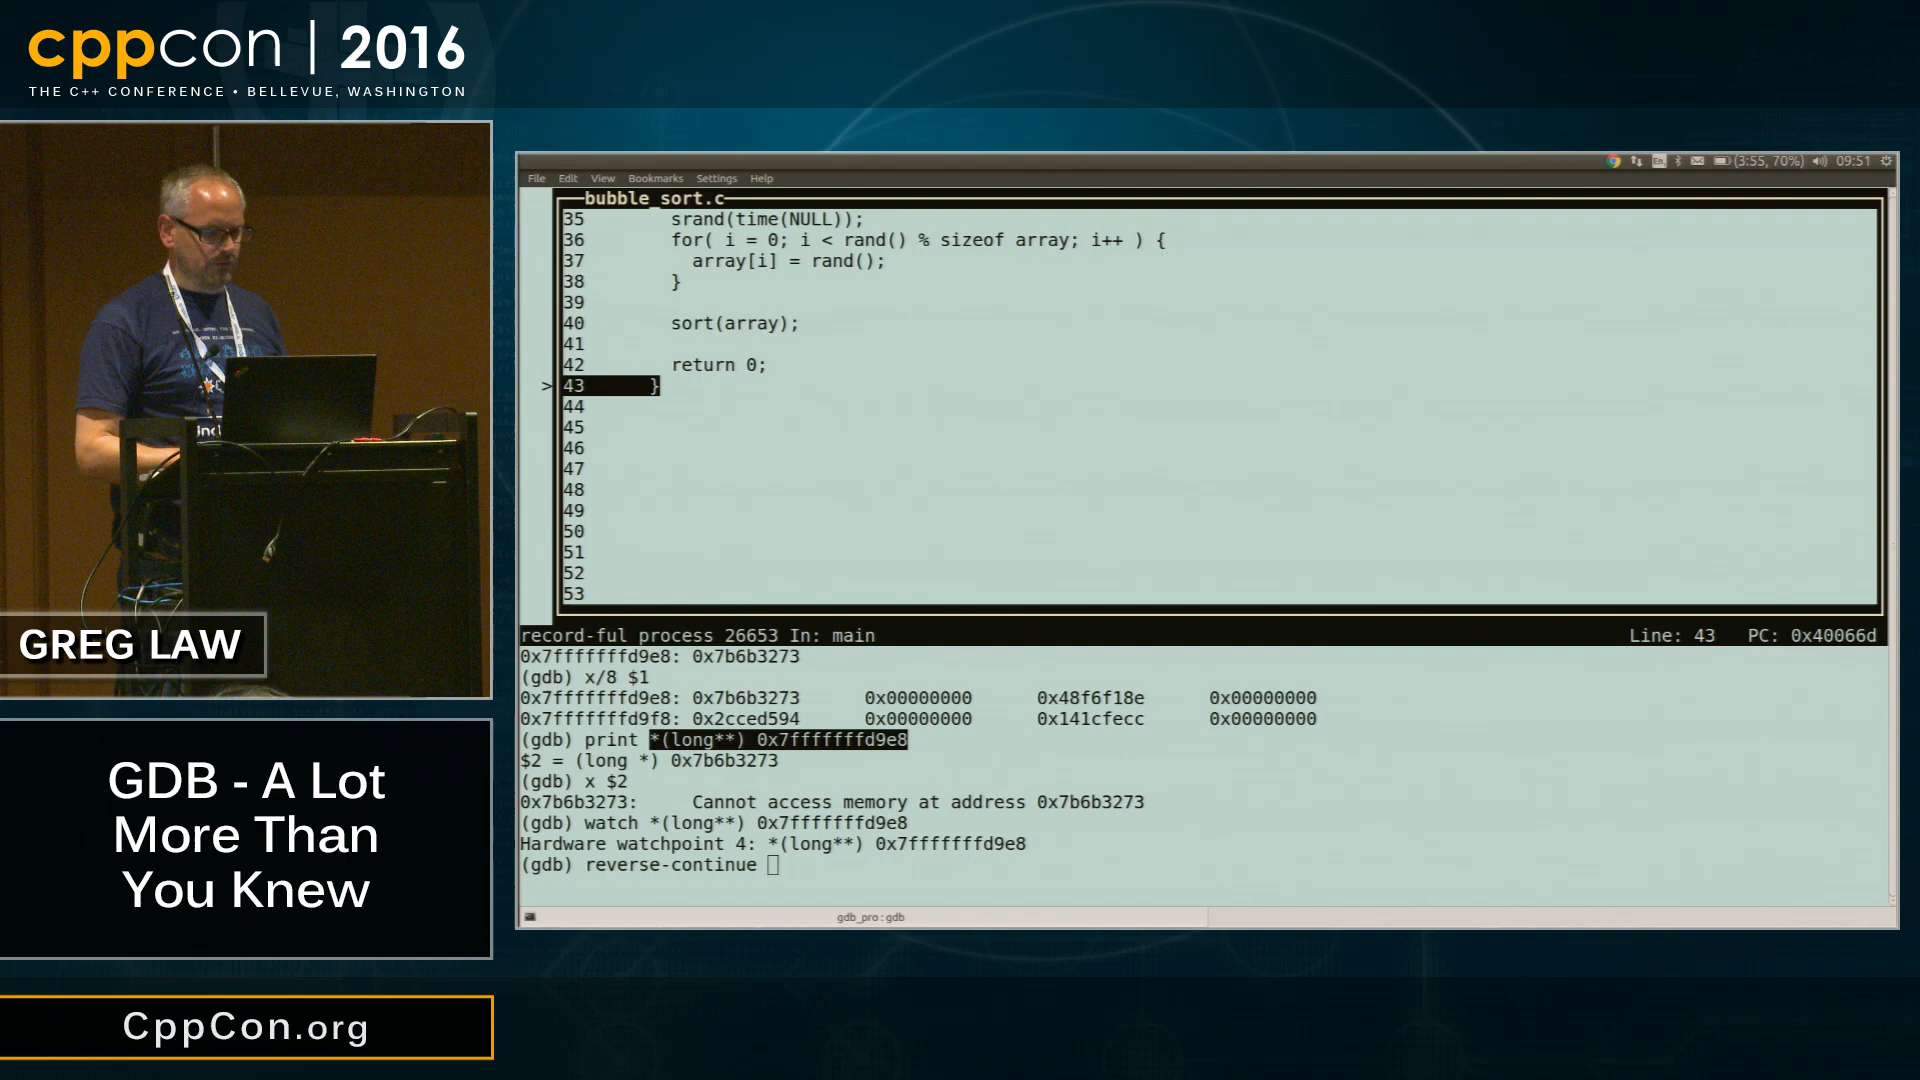 cppcon | 2016
THE C++ CONFERENCE • BELLEVUE, WASHINGTON
GREG LAW
GDB - A Lot
More Than
You Knew
CppCon.org
(3:55, 70%) 09:51
File Edit View Bookmarks Settings Help
bubble_sort.c
35 srand(time(NULL));
36 for( i = 0; i < rand() % sizeof array; i++ ) {
37 array[i] = rand();
38 }
39
40 sort(array);
41
42 return 0;
>43 }
44
45
46
47
48
49
50
51
52
53
record-ful process 26653 In: main Line: 43 PC: 0x40066d
0x7fffffffd9e8: 0x7b6b3273
(gdb) x/8 $1
0x7fffffffd9e8: 0x7b6b3273 0x00000000 0x48f6f18e 0x00000000
0x7fffffffd9f8: 0x2cced594 0x00000000 0x141cfecc 0x00000000
(gdb) print *(long**) 0x7fffffffd9e8
$2 = (long *) 0x7b6b3273
(gdb) x $2
0x7b6b3273: Cannot access memory at address 0x7b6b3273
(gdb) watch *(long**) 0x7fffffffd9e8
Hardware watchpoint 4: *(long**) 0x7fffffffd9e8
(gdb) reverse-continue
gdb_pro : gdb